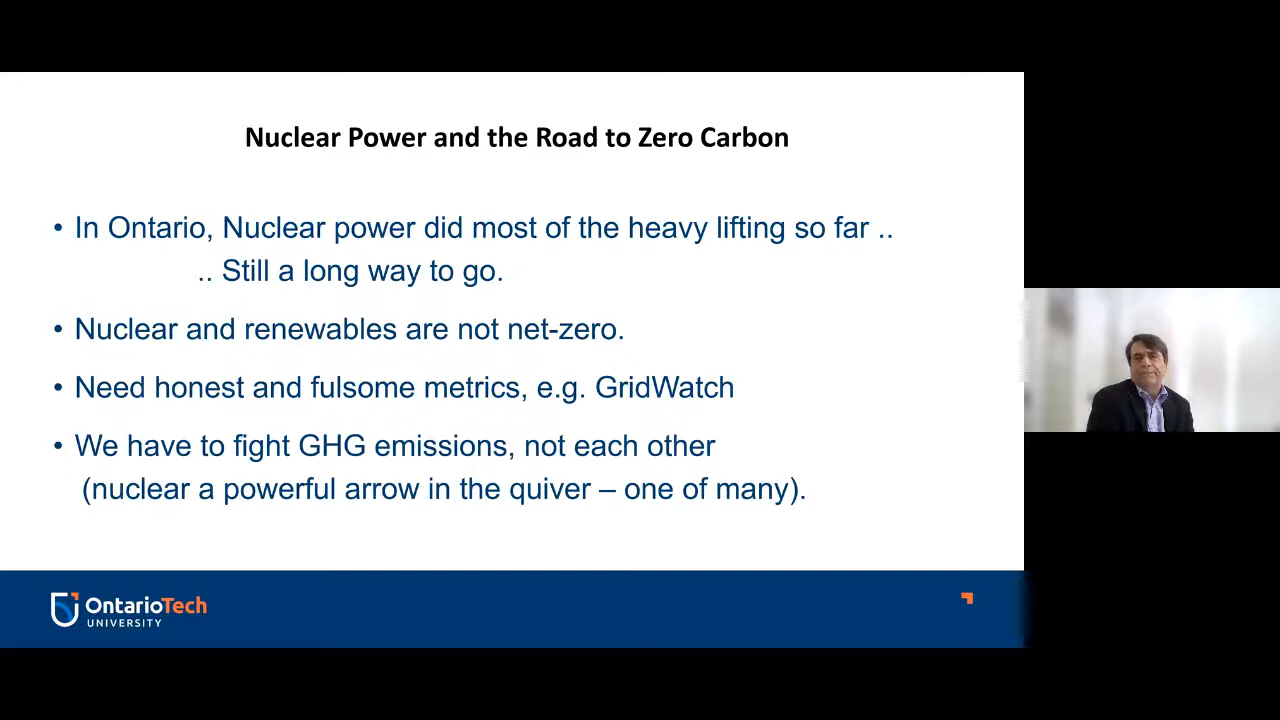 Nuclear Power and the Road to Zero Carbon
• In Ontario, Nuclear power did most of the heavy lifting so far ..
.. Still a long way to go.
• Nuclear and renewables are not net-zero.
• Need honest and fulsome metrics, e.g. GridWatch
• We have to fight GHG emissions, not each other
(nuclear a powerful arrow in the quiver – one of many).
OntarioTech
UNIVERSITY